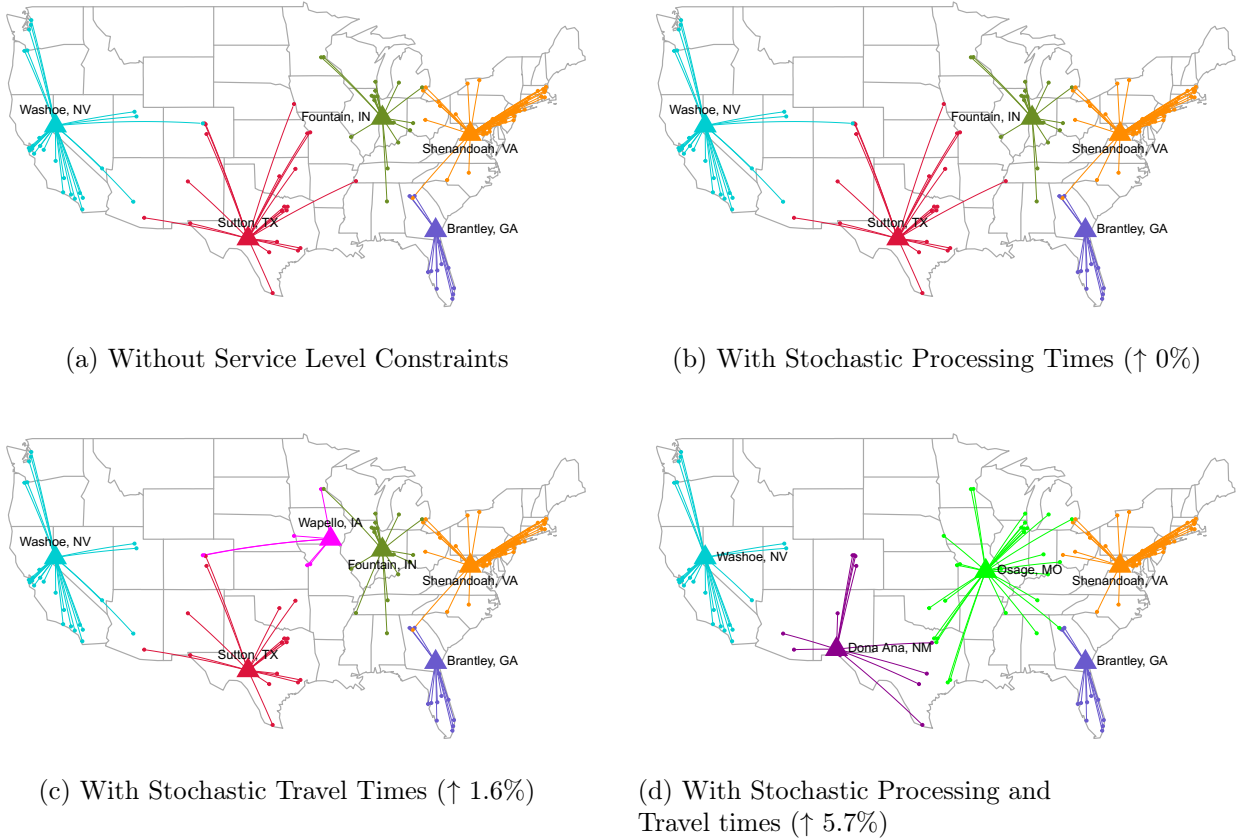 Washoe, NV
Fountain, IN
Shenandoah, VA
Sutton, TX
Brantley, GA
(a) Without Service Level Constraints
Washoe, NV
Fountain, IN
Shenandoah, VA
Sutton, TX
Brantley, GA
(b) With Stochastic Processing Times (↑ 0%)
Wapello, IA
Washoe, NV
Fountain, IN
Shenandoah, VA
Sutton, TX
Brantley, GA
(c) With Stochastic Travel Times (↑ 1.6%)
Washoe, NV
Osage, MO
Shenandoah, VA
Dona Ana, NM
Brantley, GA
(d) With Stochastic Processing and
Travel times (↑ 5.7%)